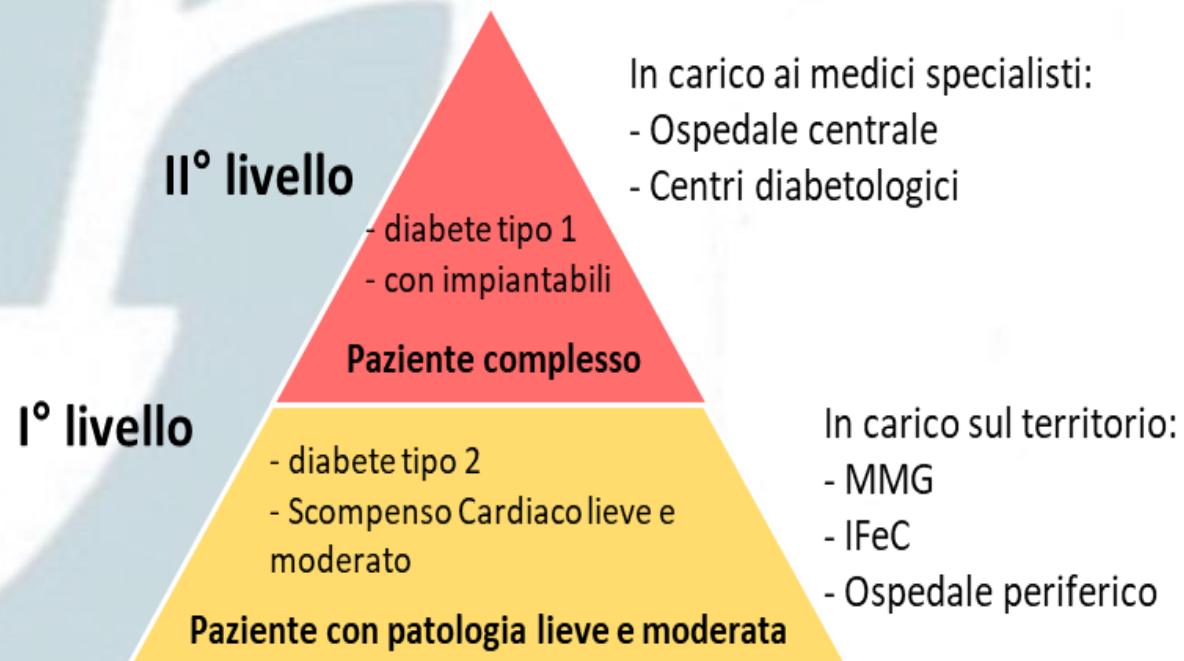 In carico ai medici specialisti:
- Ospedale centrale
- Centri diabetologici
II° livello
- diabete tipo 1
- con impiantabili
Paziente complesso
I° livello
- diabete tipo 2
- Scompenso Cardiaco lieve e
moderato
Paziente con patologia lieve e moderata
In carico sul territorio:
- MMG
- IFeC
- Ospedale periferico